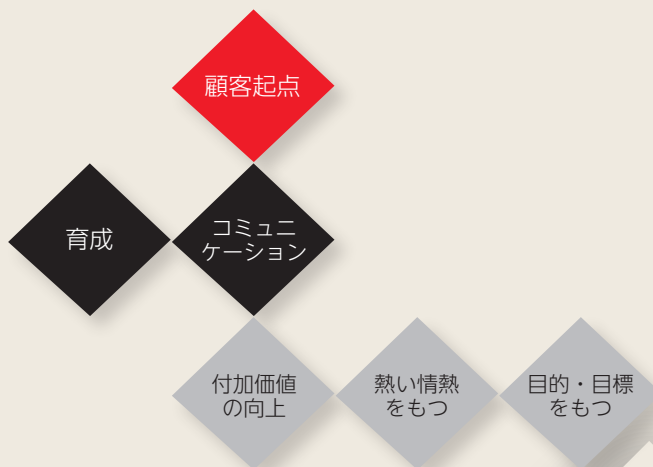 顧客起点
育成
コミュニ
ケーション
付加価値
の向上
熱い情熱
をもつ
目的・目標
をもつ